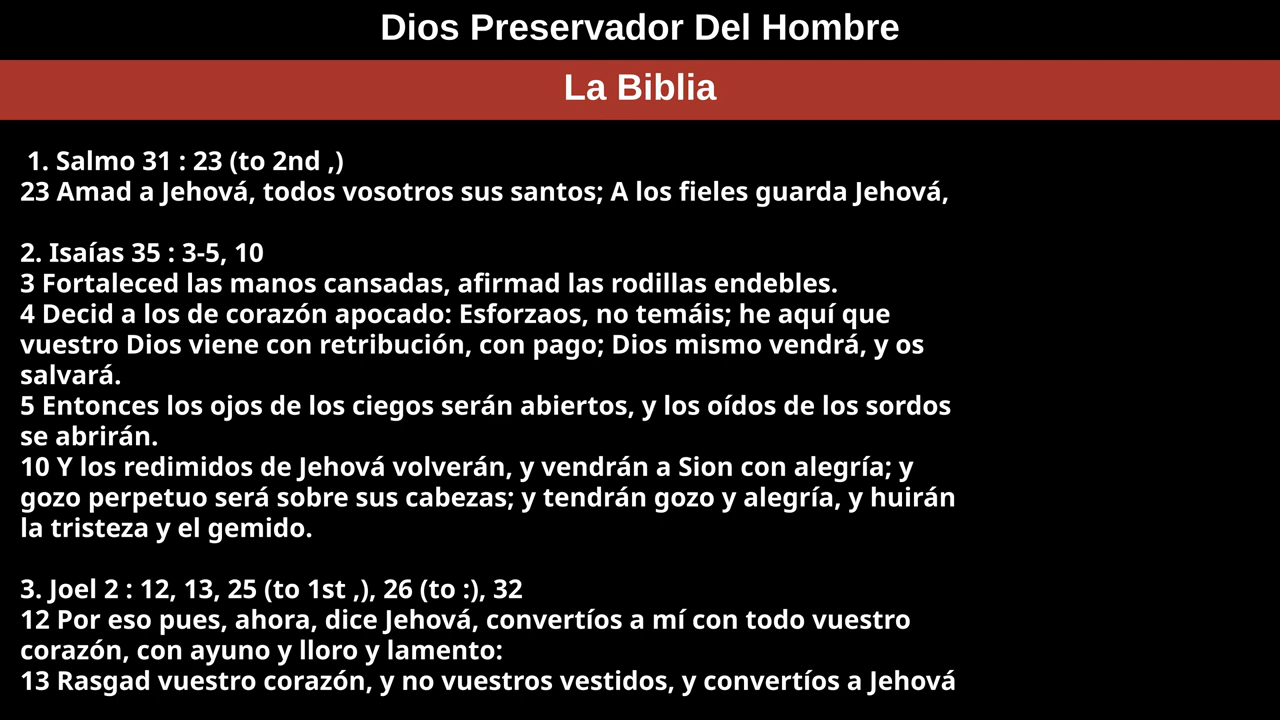 Dios Preservador Del Hombre
La Biblia
1. Salmo 31 : 23 (to 2nd ,)
23 Amad a Jehová, todos vosotros sus santos; A los fieles guarda Jehová,
2. Isaías 35 : 3-5, 10
3 Fortaleced las manos cansadas, afirmad las rodillas endebles.
4 Decid a los de corazón apocado: Esforzaos, no temáis; he aquí que
vuestro Dios viene con retribución, con pago; Dios mismo vendrá, y os
salvará.
5 Entonces los ojos de los ciegos serán abiertos, y los oídos de los sordos
se abrirán.
10 Y los redimidos de Jehová volverán, y vendrán a Sion con alegría; y
gozo perpetuo será sobre sus cabezas; y tendrán gozo y alegría, y huirán
la tristeza y el gemido.
3. Joel 2 : 12, 13, 25 (to 1st ,), 26 (to :), 32
12 Por eso pues, ahora, dice Jehová, convertíos a mí con todo vuestro
corazón, con ayuno y lloro y lamento:
13 Rasgad vuestro corazón, y no vuestros vestidos, y convertíos a Jehová